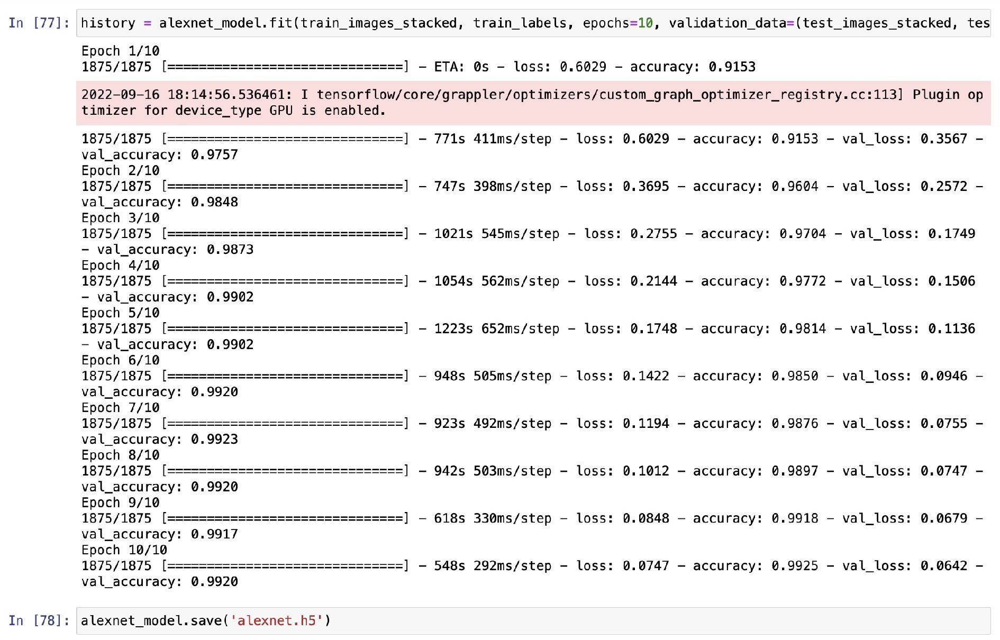 In [77]: history = alexnet_model.fit(train_images_stacked, train_labels, epochs=10, validation_data=(test_images_stacked, tes
Epoch 1/10
1875/1875 [==============================] - ETA: 0s - loss: 0.6029 - accuracy: 0.9153
2022-09-16 18:14:56.536461: I tensorflow/core/grappler/optimizers/custom_graph_optimizer_registry.cc:113] Plugin op
timizer for device_type GPU is enabled.
1875/1875 [==============================] - 771s 411ms/step - loss: 0.6029 - accuracy: 0.9153 - val_loss: 0.3567 -
val_accuracy: 0.9757
Epoch 2/10
1875/1875 [==============================] - 747s 398ms/step - loss: 0.3695 - accuracy: 0.9604 - val_loss: 0.2572 -
val_accuracy: 0.9848
Epoch 3/10
1875/1875 [==============================] - 1021s 545ms/step - loss: 0.2755 - accuracy: 0.9704 - val_loss: 0.1749
- val_accuracy: 0.9873
Epoch 4/10
1875/1875 [==============================] - 1054s 562ms/step - loss: 0.2144 - accuracy: 0.9772 - val_loss: 0.1506
- val_accuracy: 0.9902
Epoch 5/10
1875/1875 [==============================] - 1223s 652ms/step - loss: 0.1748 - accuracy: 0.9814 - val_loss: 0.1136
- val_accuracy: 0.9902
Epoch 6/10
1875/1875 [==============================] - 948s 505ms/step - loss: 0.1422 - accuracy: 0.9850 - val_loss: 0.0946 -
val_accuracy: 0.9920
Epoch 7/10
1875/1875 [==============================] - 923s 492ms/step - loss: 0.1194 - accuracy: 0.9876 - val_loss: 0.0755 -
val_accuracy: 0.9923
Epoch 8/10
1875/1875 [==============================] - 942s 503ms/step - loss: 0.1012 - accuracy: 0.9897 - val_loss: 0.0747 -
val_accuracy: 0.9920
Epoch 9/10
1875/1875 [==============================] - 618s 330ms/step - loss: 0.0848 - accuracy: 0.9918 - val_loss: 0.0679 -
val_accuracy: 0.9917
Epoch 10/10
1875/1875 [==============================] - 548s 292ms/step - loss: 0.0747 - accuracy: 0.9925 - val_loss: 0.0642 -
val_accuracy: 0.9920
In [78]: alexnet_model.save('alexnet.h5')